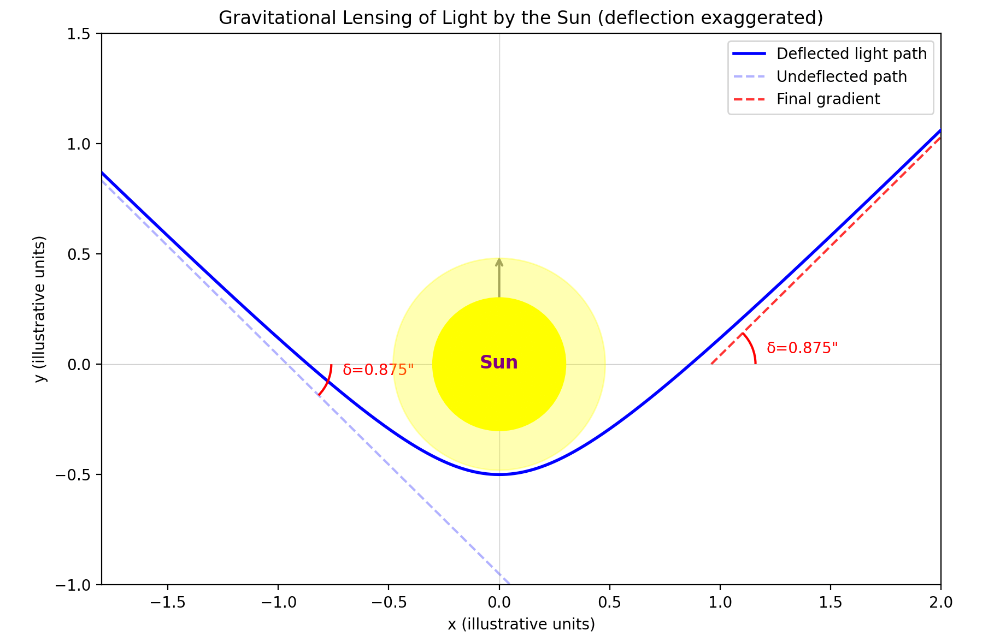 Gravitational Lensing of Light by the Sun (deflection exaggerated)
Deflected light path
Undeflected path
Final gradient
1.5
1.0
0.5
0.0
−0.5
−1.0
y (illustrative units)
δ=0.875"
Sun
δ=0.875"
−1.5
−1.0
−0.5
0.0
0.5
1.0
1.5
2.0
x (illustrative units)